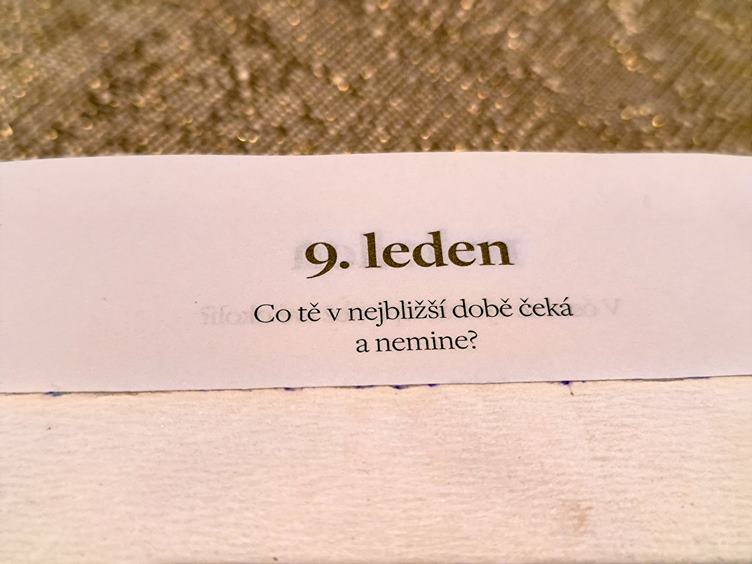 9. leden
Co tě v nejbližší době čeká
a nemine?